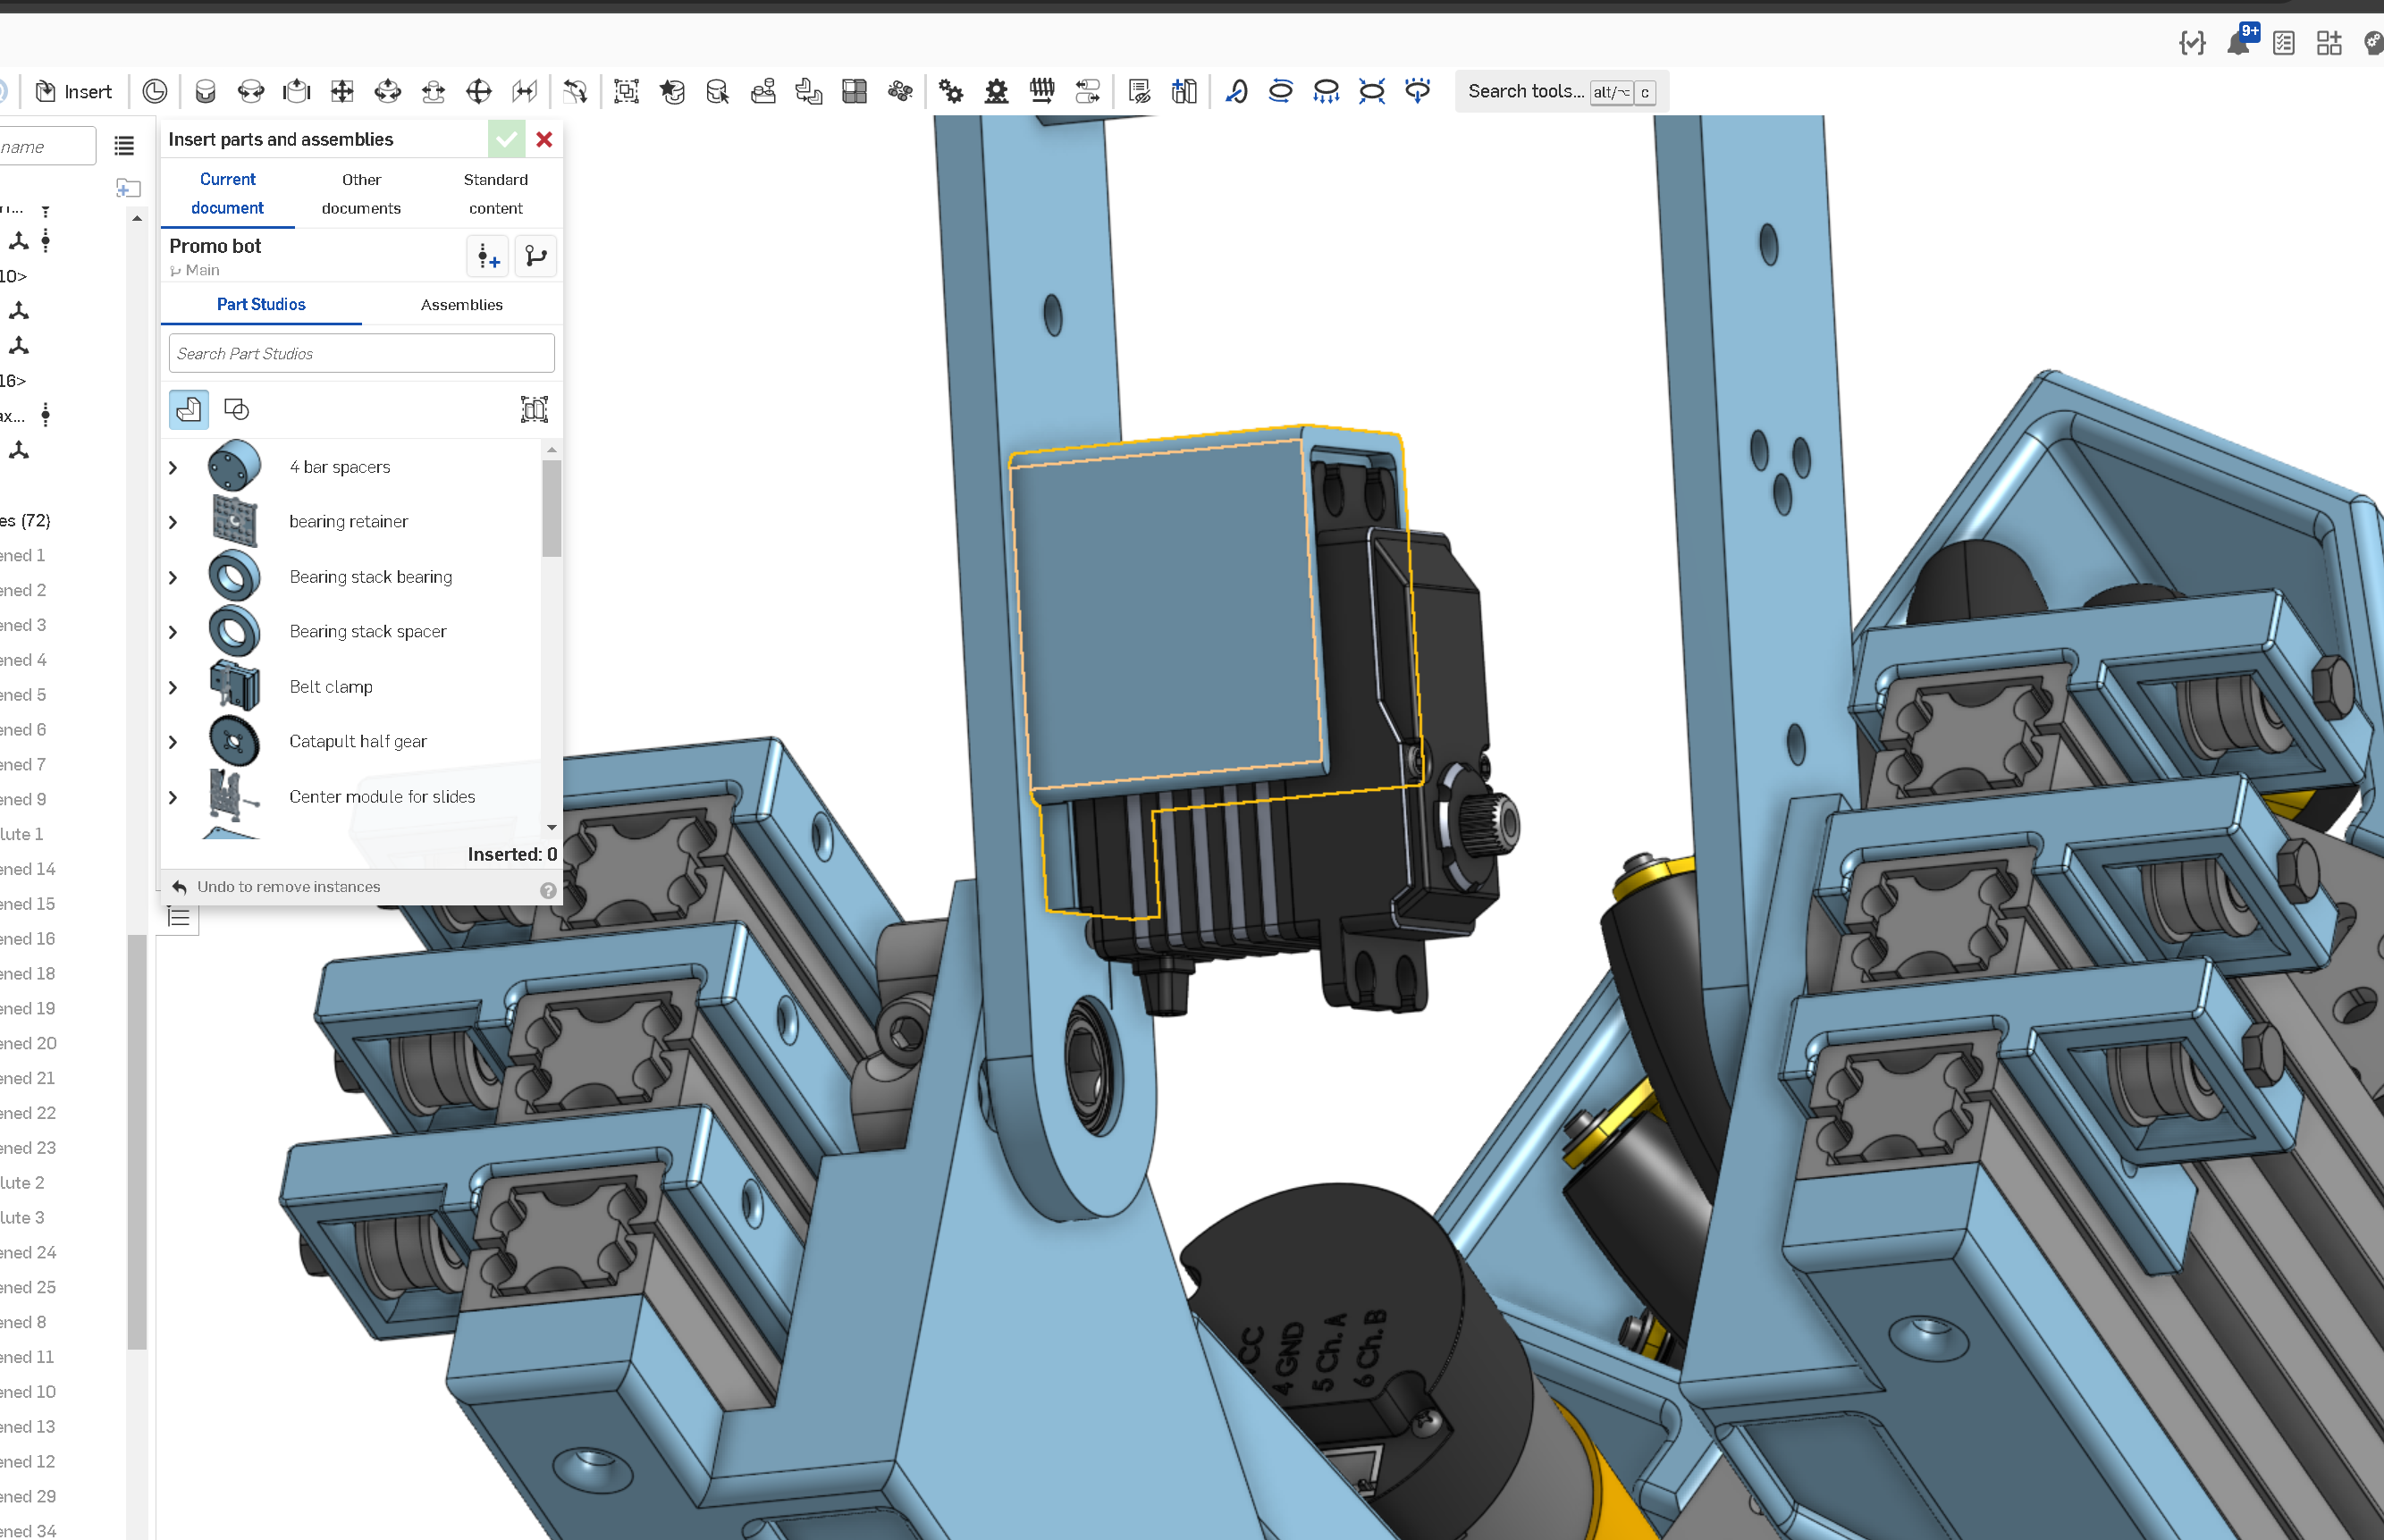 9+
Insert
Search tools... alt/⌥ c
name
Insert parts and assemblies
Current document
Other documents
Standard content
Promo bot
Main
Part Studios
Assemblies
Search Part Studios
4 bar spacers
bearing retainer
Bearing stack bearing
Bearing stack spacer
Belt clamp
Catapult half gear
Center module for slides
Inserted: 0
Undo to remove instances
10>
16>
ax...
es (72)
ened 1
ened 2
ened 3
ened 4
ened 5
ened 6
ened 7
ened 9
lute 1
ened 14
ened 15
ened 16
ened 18
ened 19
ened 20
ened 21
ened 22
ened 23
lute 2
lute 3
ened 24
ened 25
ened 8
ened 11
ened 10
ened 13
ened 12
ened 29
ened 34
CC
4 GND
5 Ch. A
6 Ch. B